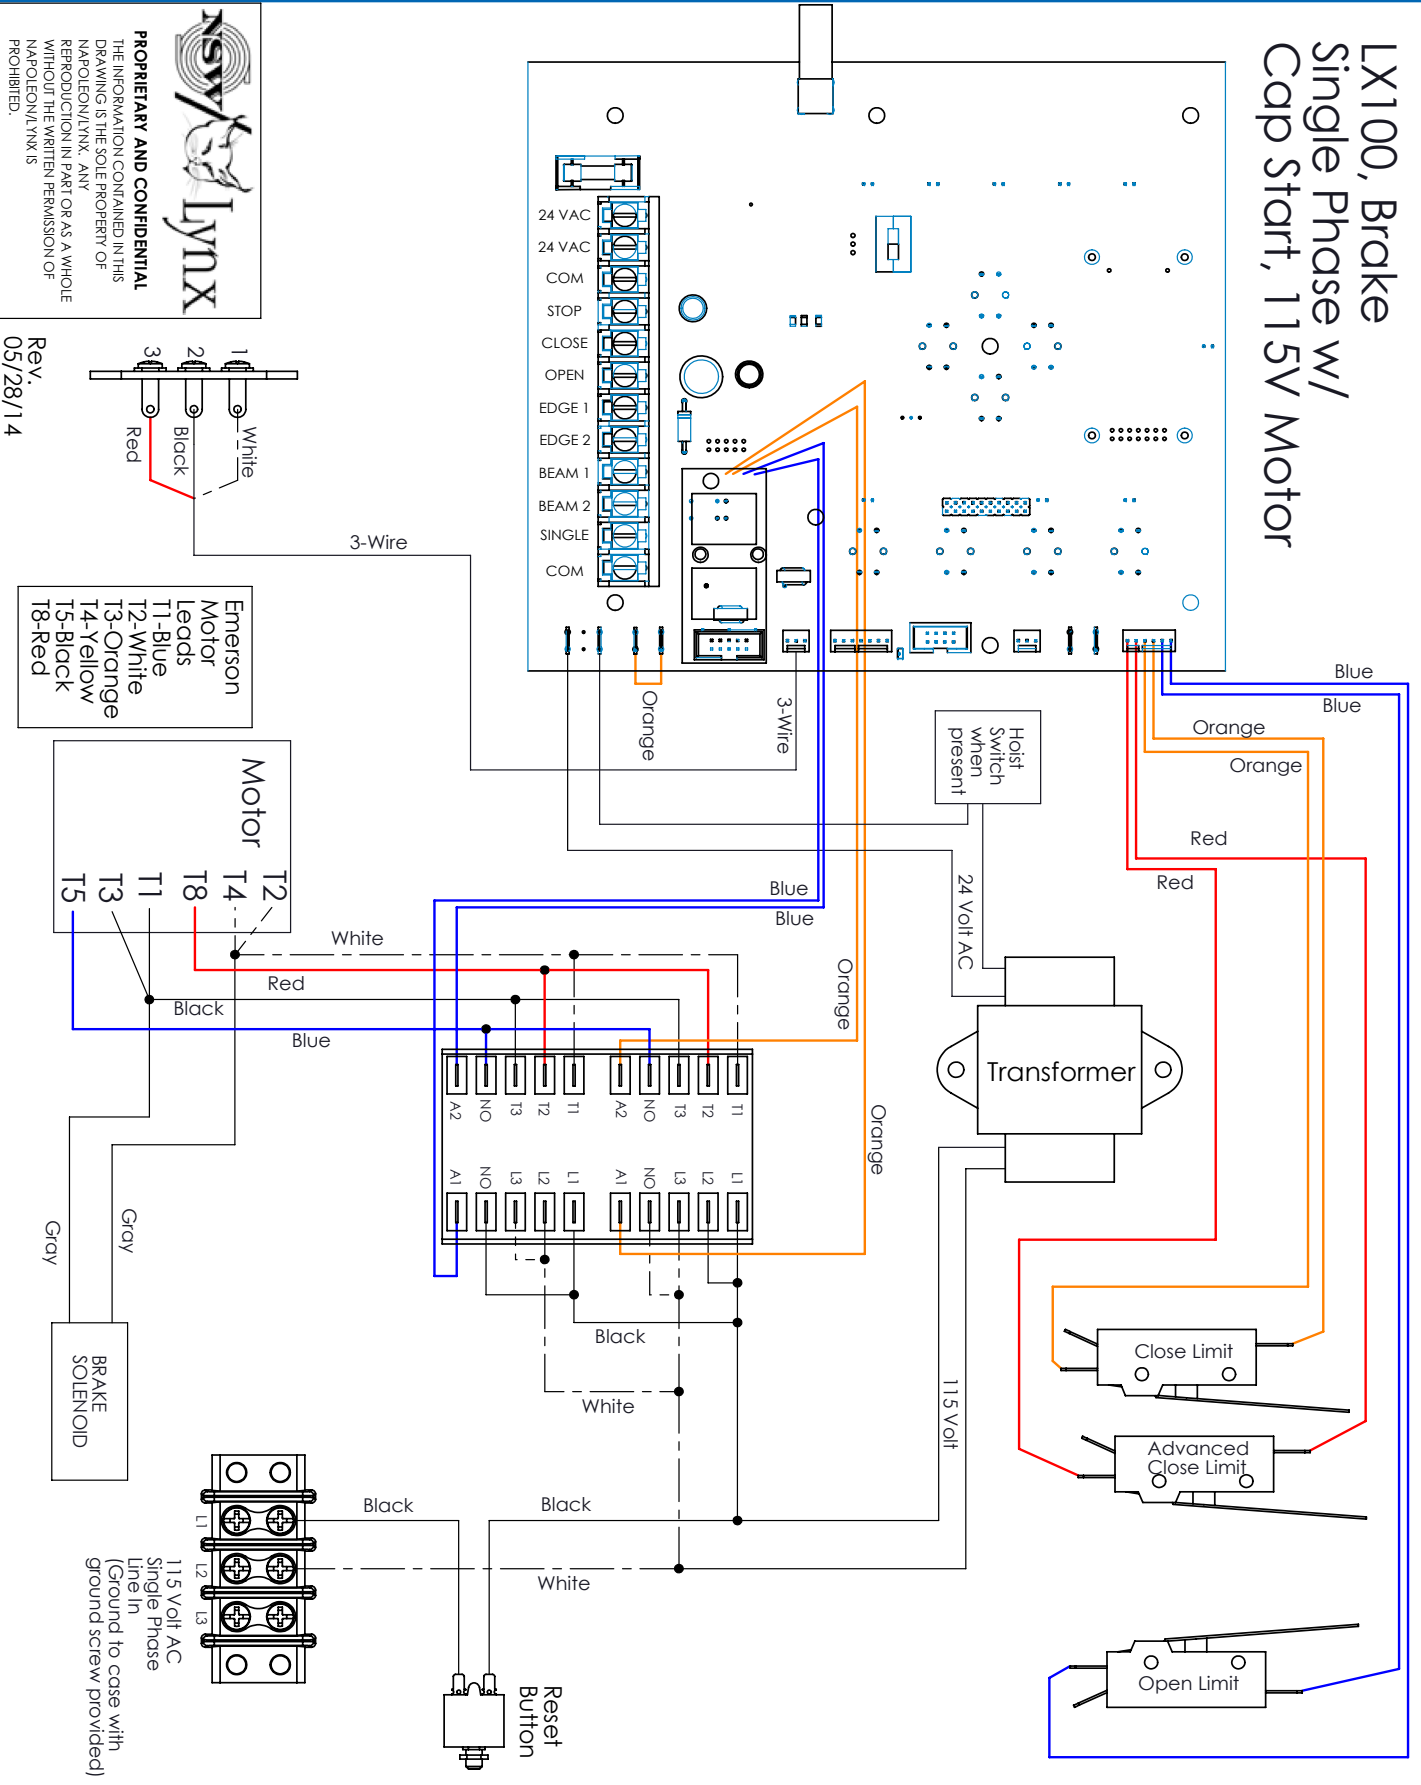 LX100, Brake
Single Phase w/
Cap Start, 115V Motor
NSW
Lynx
PROPRIETARY AND CONFIDENTIAL
THE INFORMATION CONTAINED IN THIS
DRAWING IS THE SOLE PROPERTY OF
NAPOLEON/LYNX. ANY
REPRODUCTION IN PART OR AS A WHOLE
WITHOUT THE WRITTEN PERMISSION OF
NAPOLEON/LYNX IS
PROHIBITED.
Rev.
05/28/14
24 VAC
24 VAC
COM
STOP
CLOSE
OPEN
EDGE 1
EDGE 2
BEAM 1
BEAM 2
SINGLE
COM
1
2
3
White
Black
Red
3-Wire
3-Wire
Orange
Emerson
Motor
Leads
T1-Blue
T2-White
T3-Orange
T4-Yellow
T5-Black
T8-Red
Motor
T2
T4
T8
T1
T3
T5
Hoist
Switch
when
present
Blue
Blue
Orange
Orange
Red
Red
24 Volt AC
Transformer
115 Volt
Blue
Blue
Orange
Orange
White
Red
Black
Blue
A2
NO
T3
T2
T1
A2
NO
T3
T2
T1
A1
NO
L3
L2
L1
A1
NO
L3
L2
L1
Black
White
Gray
Gray
BRAKE
SOLENOID
Close Limit
Advanced
Close Limit
Open Limit
Black
Black
White
L1
L2
L3
115 Volt AC
Single Phase
Line In
(Ground to case with
ground screw provided)
Reset
Button